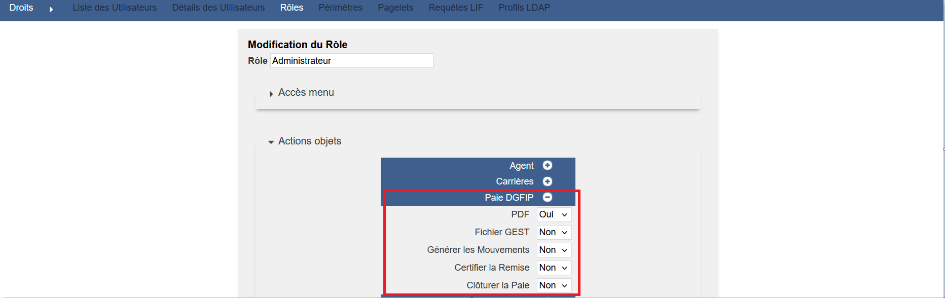 Droits Liste des Utilisateurs Détails des Utilisateurs Rôles Périmètres Pagelets Requêtes LIF Profils LDAP
Modification du Rôle
Rôle Administrateur
Accès menu
Actions objets
Agent
Carrières
Paie DGFIP
PDF Oui
Fichier GEST Non
Générer les Mouvements Non
Certifier la Remise Non
Clôturer la Paie Non